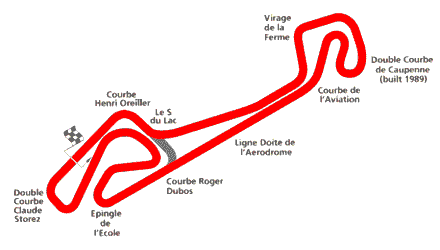 Virage
de la
Ferme
Double Courbe
de Caupenne
(built 1989)
Courbe de
l'Aviation
Courbe
Henri Oreiller
Le S
du Lac
Ligne Doite de
l'Aerodrome
Courbe Roger
Dubos
Double
Courbe
Claude
Storez
Epingle
de
l'Ecole